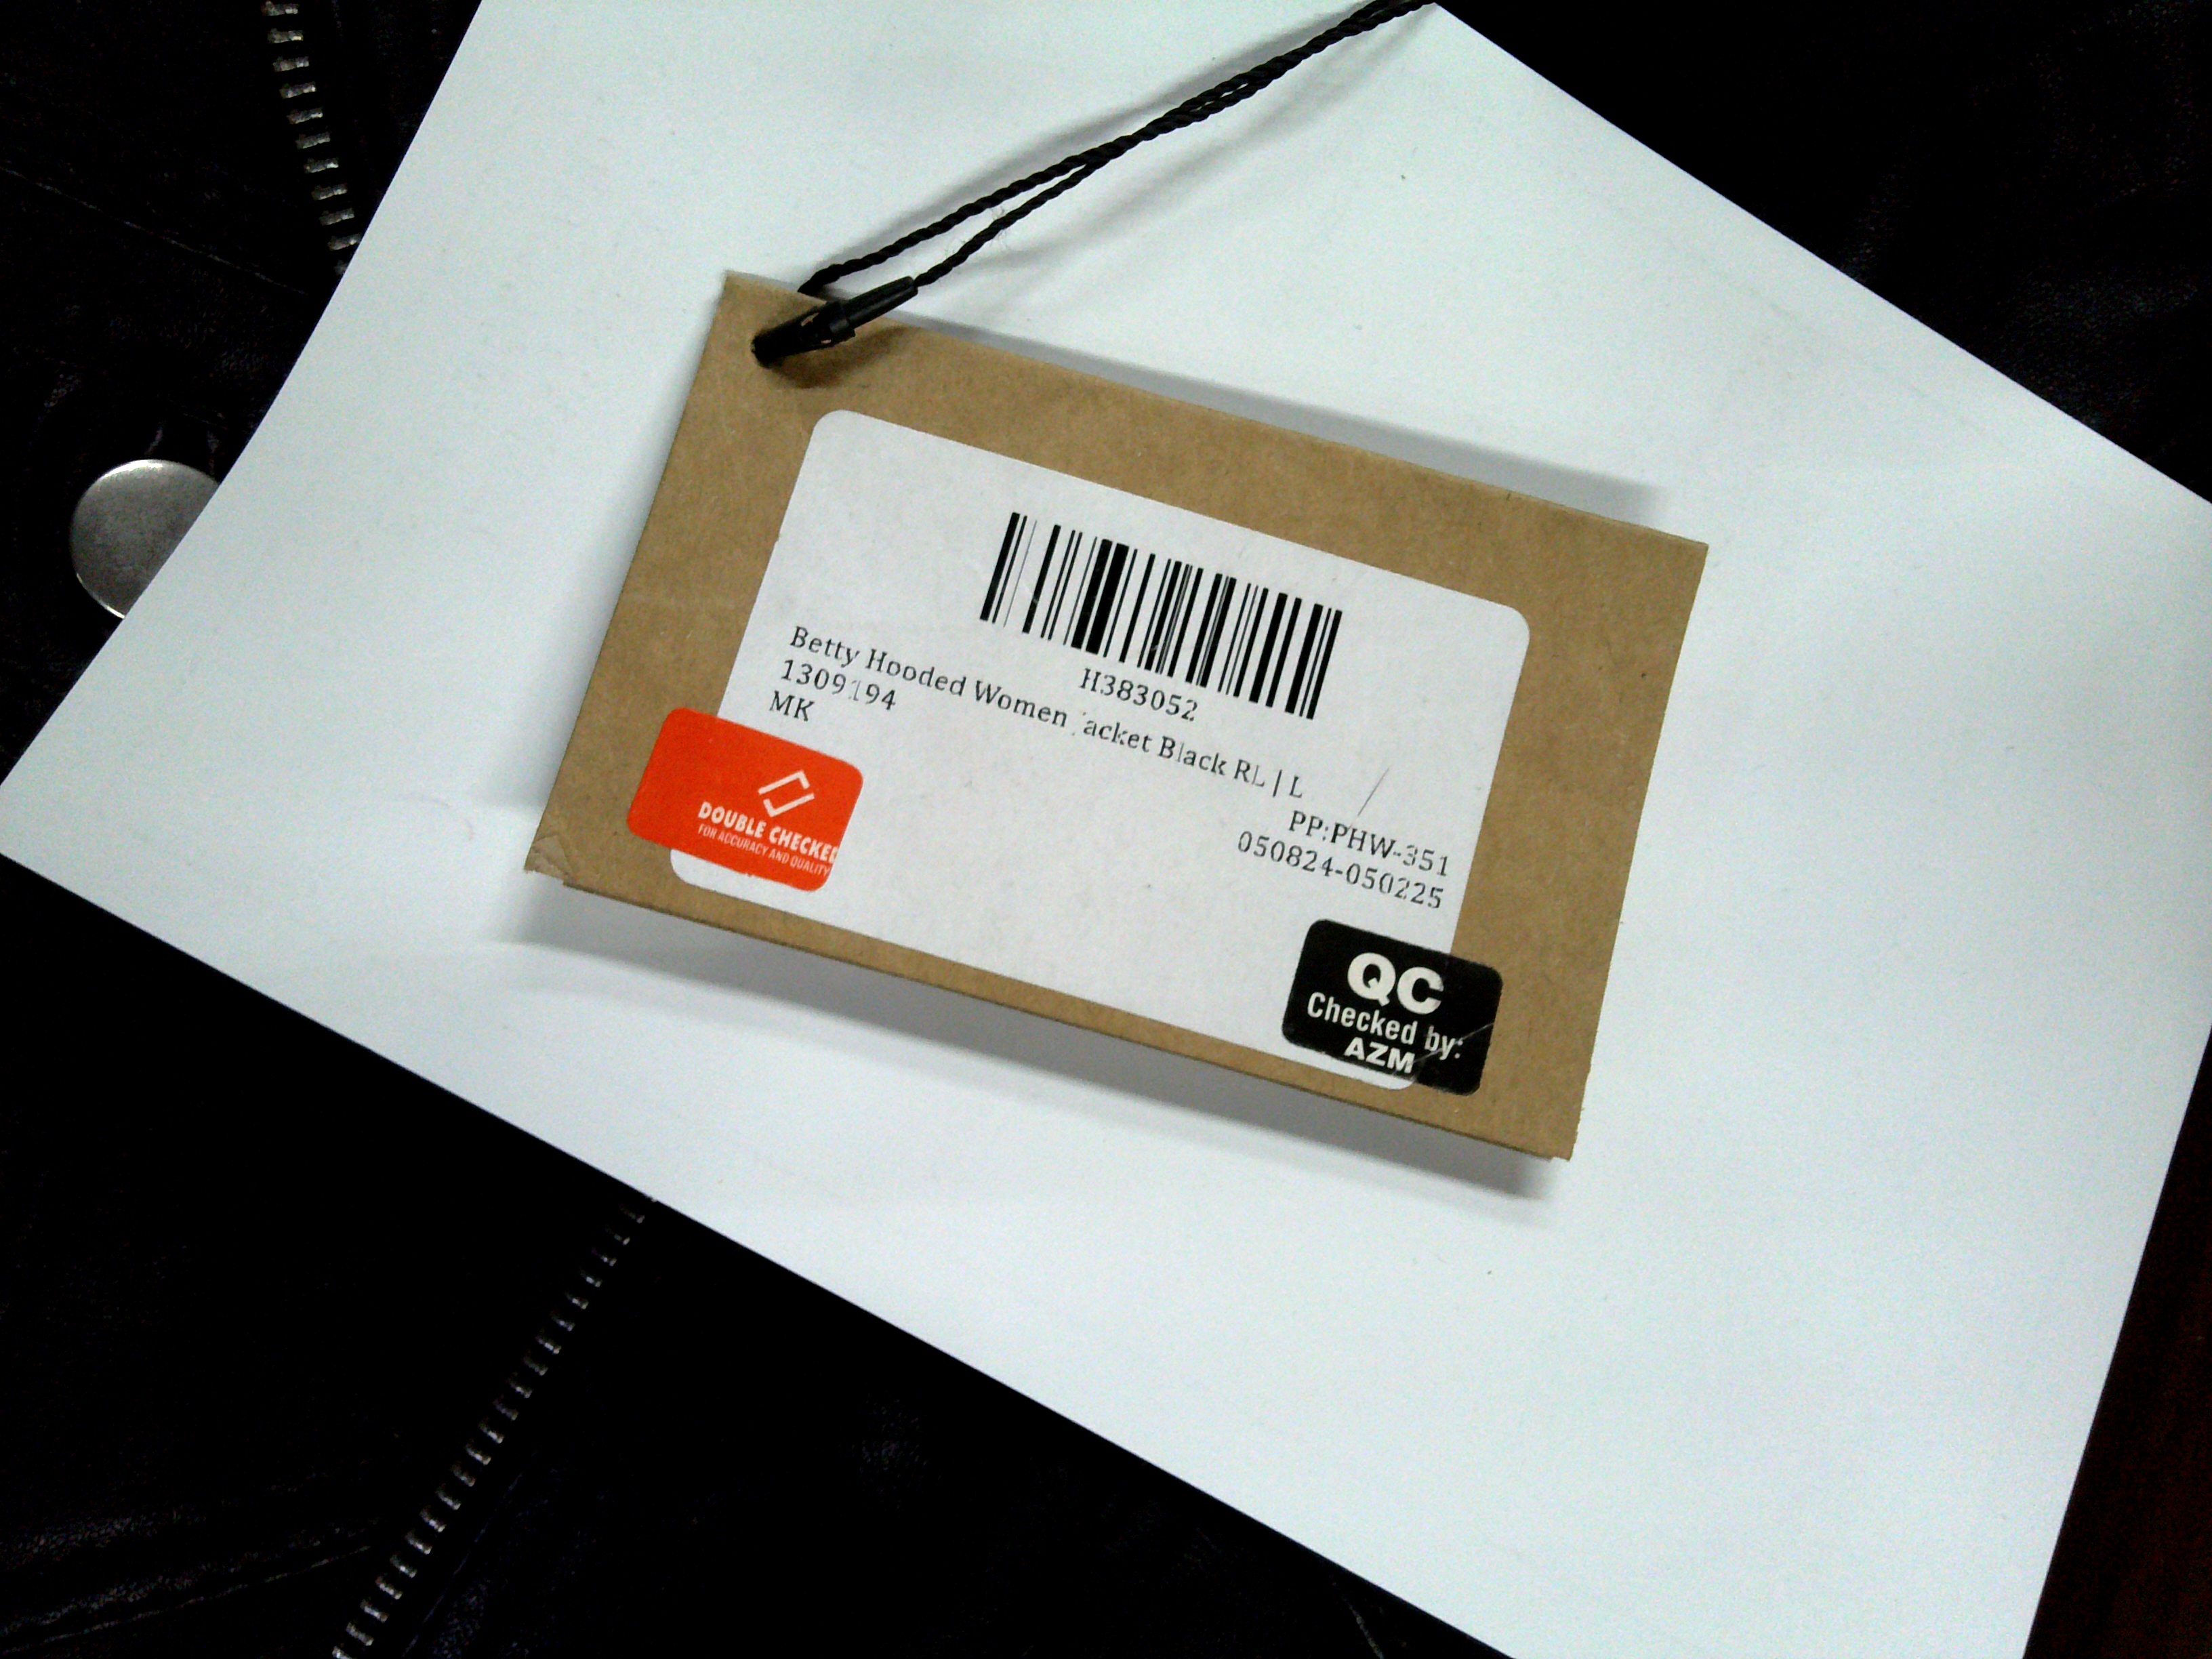 H383052
Betty Hooded Women Jacket Black RL | L
1309194
MK
PP:PHW-351
050824-050225
DOUBLE CHECKED
FOR ACCURACY AND QUALITY
QC
Checked by:
AZM